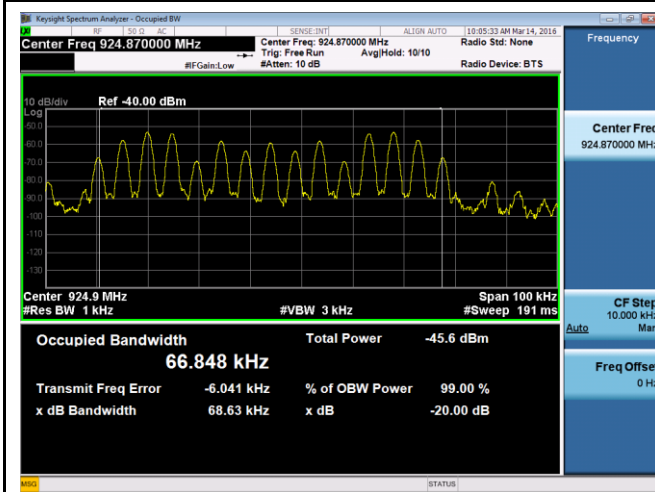 Keysight Spectrum Analyzer - Occupied BW
RF 50 Ω AC SENSE:INT ALIGN AUTO 10:05:33 AM Mar 14, 2016
Center Freq 924.870000 MHz
Center Freq: 924.870000 MHz Radio Std: None
Trig: Free Run Avg|Hold: 10/10
#IFGain:Low #Atten: 10 dB Radio Device: BTS
10 dB/div Ref -40.00 dBm
Log
-50.0
-60.0
-70.0
-80.0
-90.0
-100
-110
-120
-130
Center 924.9 MHz Span 100 kHz
#Res BW 1 kHz #VBW 3 kHz #Sweep 191 ms
Occupied Bandwidth Total Power -45.6 dBm
66.848 kHz
Transmit Freq Error -6.041 kHz % of OBW Power 99.00 %
x dB Bandwidth 68.63 kHz x dB -20.00 dB
MSG STATUS
Frequency
Center Freq
924.870000 MHz
CF Step
10.000 kHz
Auto Man
Freq Offset
0 Hz